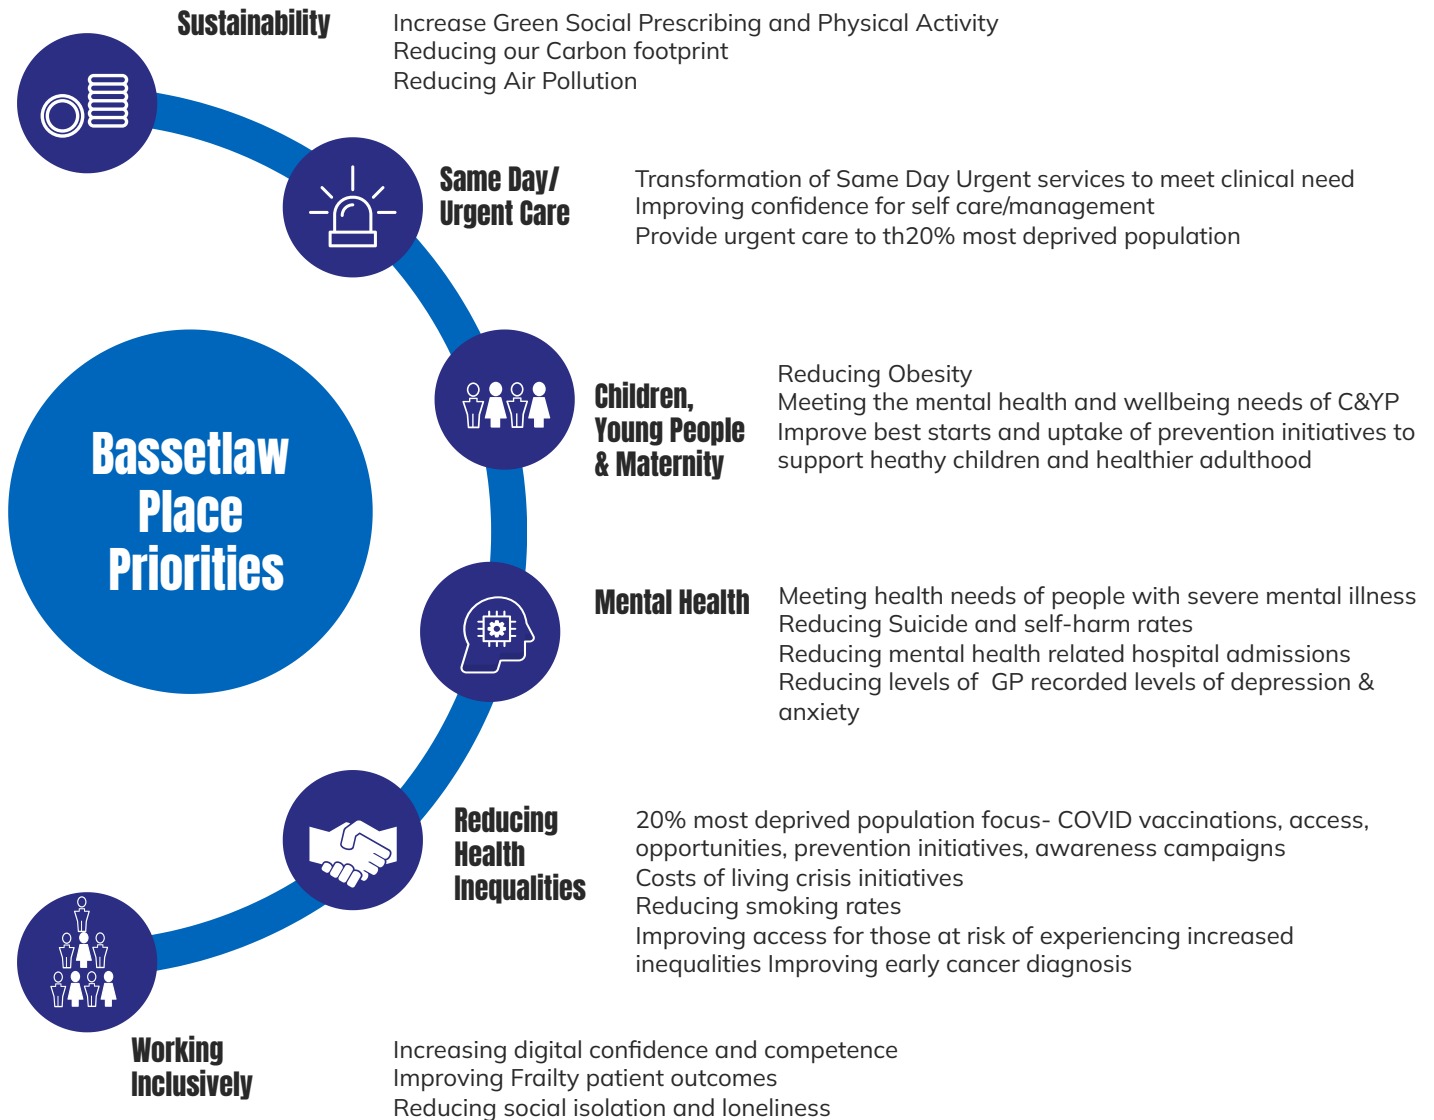 Sustainability
Increase Green Social Prescribing and Physical Activity
Reducing our Carbon footprint
Reducing Air Pollution
Same Day/
Urgent Care
Transformation of Same Day Urgent services to meet clinical need
Improving confidence for self care/management
Provide urgent care to th20% most deprived population
Bassetlaw
Place
Priorities
Children,
Young People
& Maternity
Reducing Obesity
Meeting the mental health and wellbeing needs of C&YP
Improve best starts and uptake of prevention initiatives to
support heathy children and healthier adulthood
Mental Health
Meeting health needs of people with severe mental illness
Reducing Suicide and self-harm rates
Reducing mental health related hospital admissions
Reducing levels of  GP recorded levels of depression &
anxiety
Reducing
Health
Inequalities
20% most deprived population focus- COVID vaccinations, access,
opportunities, prevention initiatives, awareness campaigns
Costs of living crisis initiatives
Reducing smoking rates
Improving access for those at risk of experiencing increased
inequalities Improving early cancer diagnosis
Working
Inclusively
Increasing digital confidence and competence
Improving Frailty patient outcomes
Reducing social isolation and loneliness